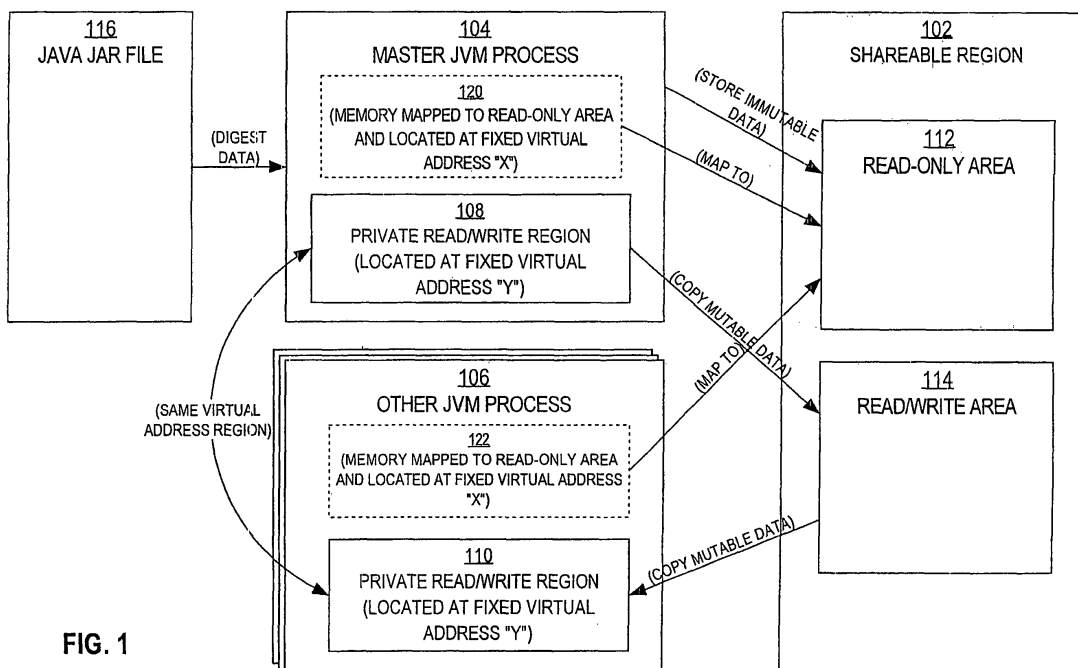 116
JAVA JAR FILE
(DIGEST
DATA)
104
MASTER JVM PROCESS
120
(MEMORY MAPPED TO READ-ONLY AREA
AND LOCATED AT FIXED VIRTUAL
ADDRESS "X")
108
PRIVATE READ/WRITE REGION
(LOCATED AT FIXED VIRTUAL
ADDRESS "Y")
(STORE IMMUTABLE
DATA)
(MAP TO)
(COPY MUTABLE DATA)
(MAP TO)
102
SHAREABLE REGION
112
READ-ONLY AREA
114
READ/WRITE AREA
(SAME VIRTUAL
ADDRESS REGION)
106
OTHER JVM PROCESS
122
(MEMORY MAPPED TO READ-ONLY AREA
AND LOCATED AT FIXED VIRTUAL ADDRESS
"X")
110
PRIVATE READ/WRITE REGION
(LOCATED AT FIXED VIRTUAL
ADDRESS "Y")
(COPY MUTABLE DATA)
FIG. 1